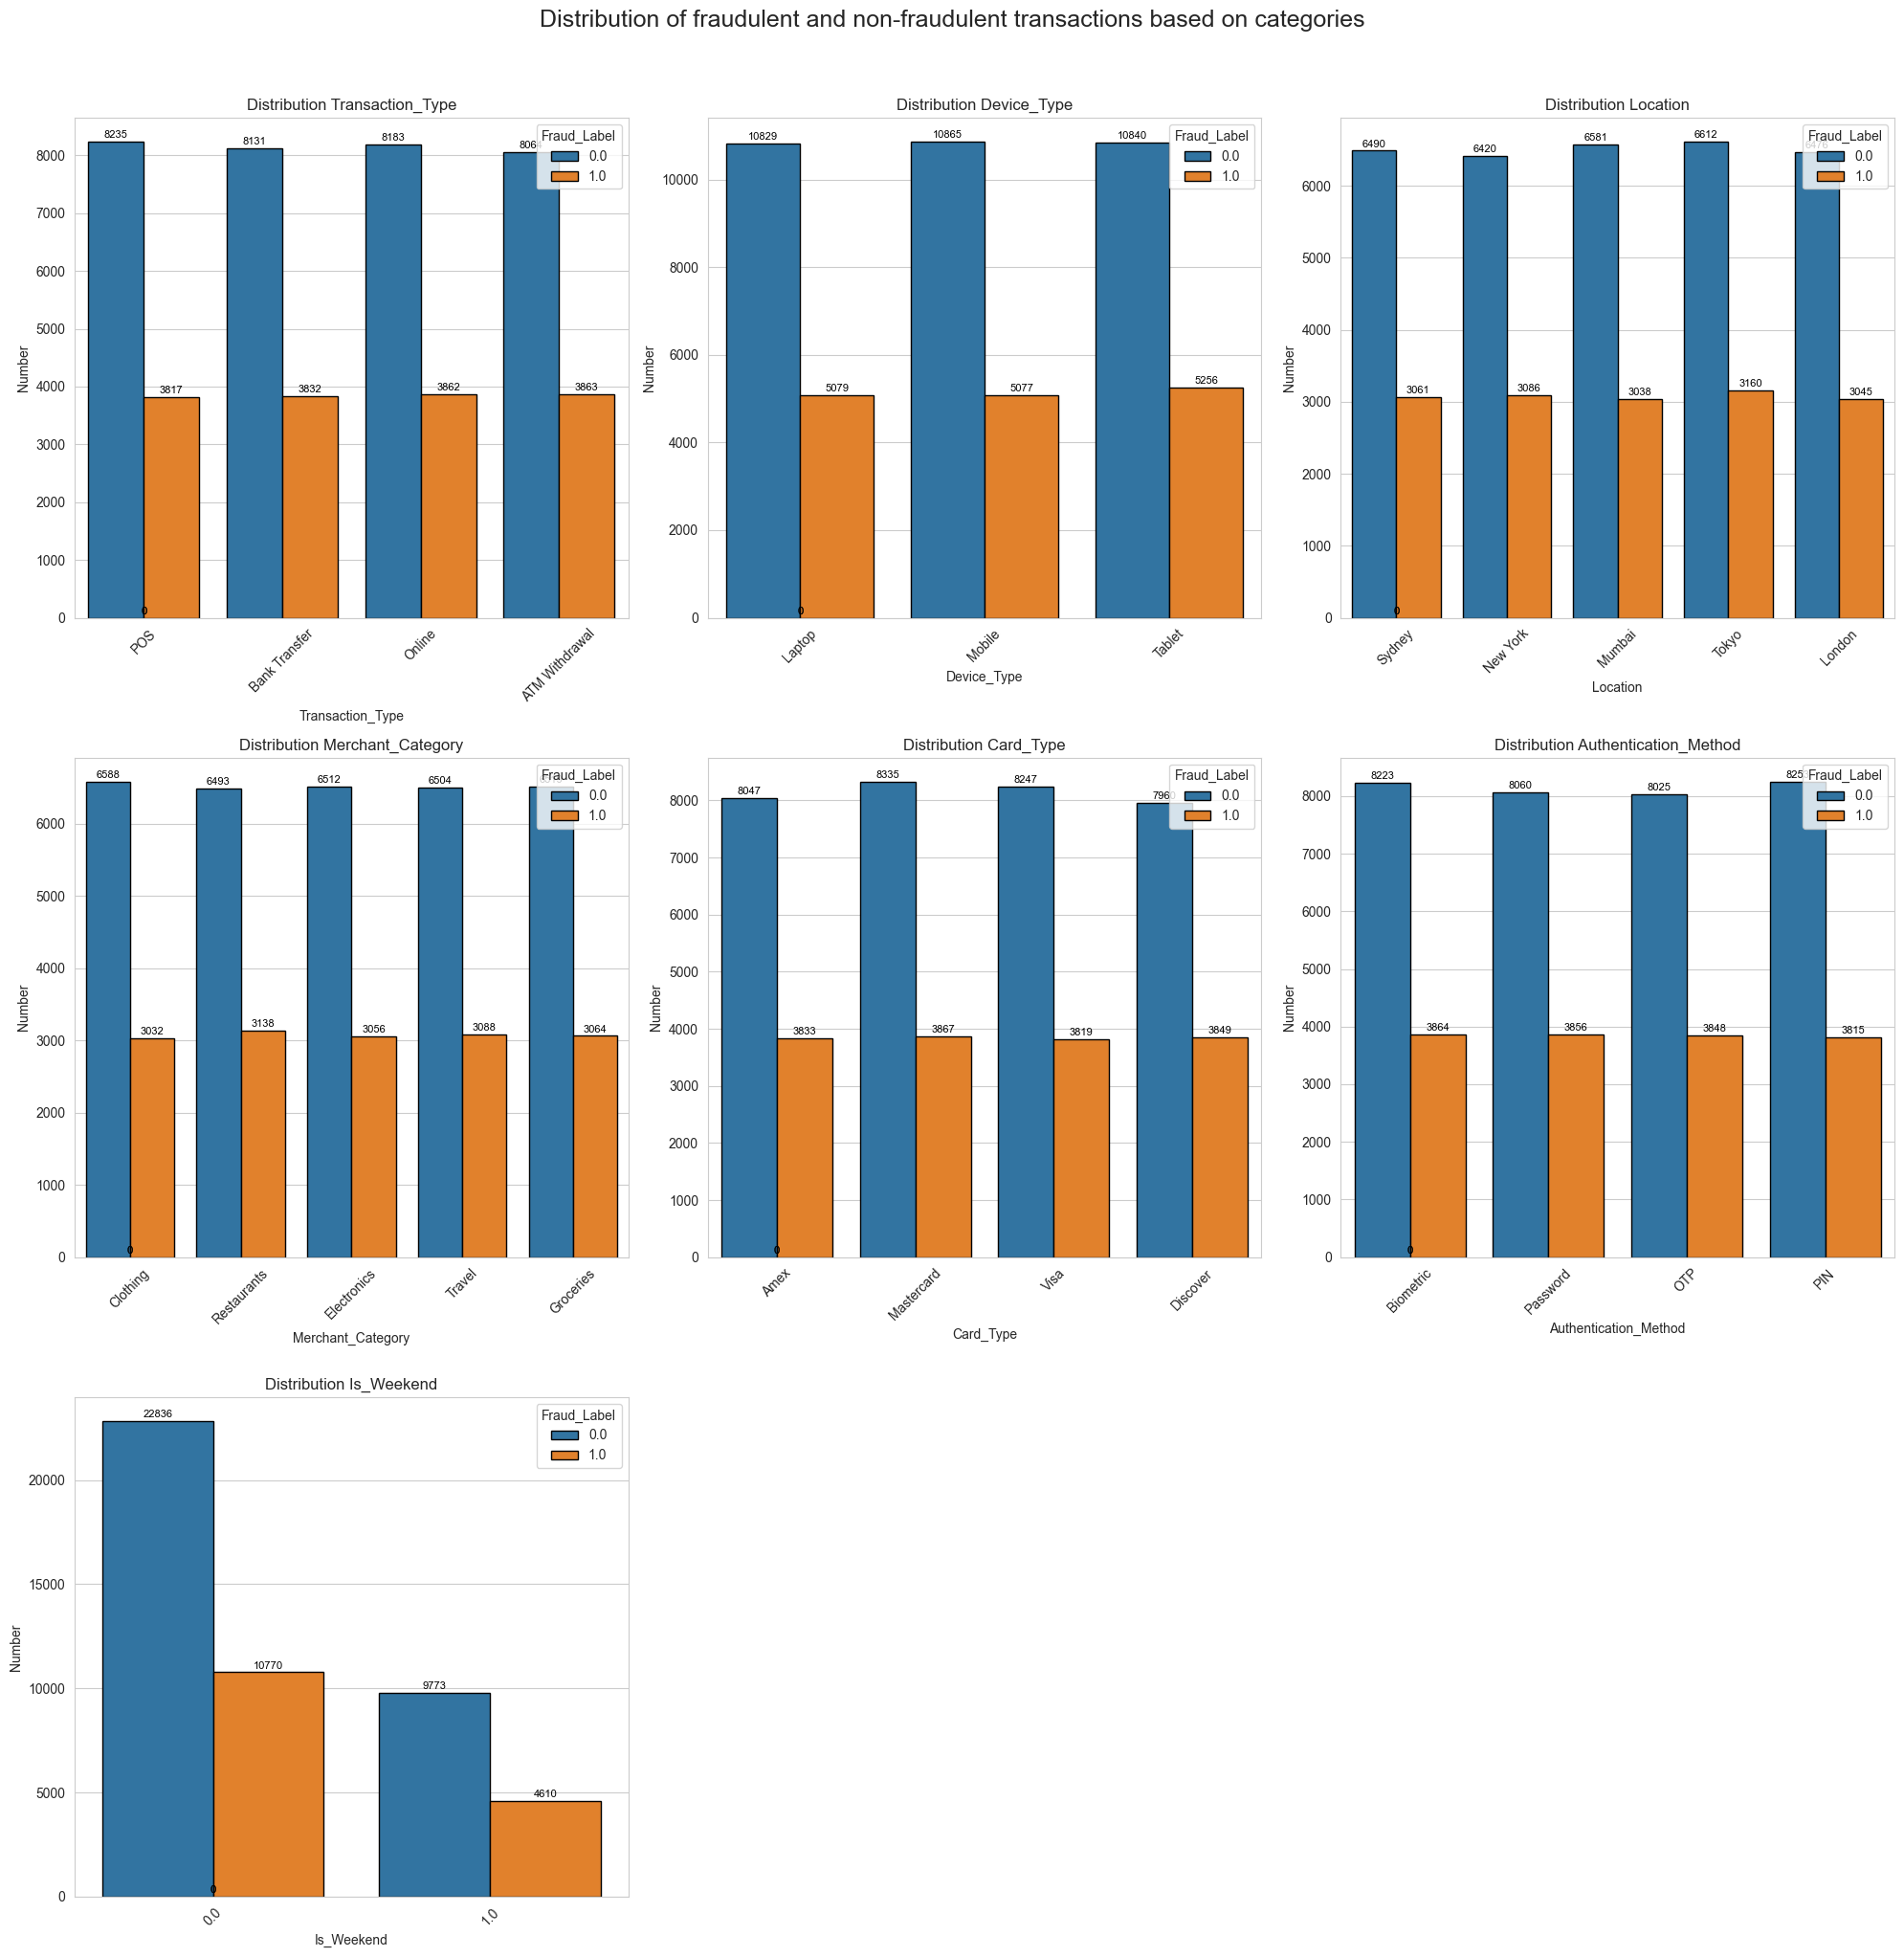 Distribution of fraudulent and non-fraudulent transactions based on categories
Distribution Transaction_Type
Number
8000
7000
6000
5000
4000
3000
2000
1000
0
8235
8131
8183
8064
3817
3832
3862
3863
0
Fraud_Label
0.0
1.0
POS
Bank Transfer
Online
ATM Withdrawal
Transaction_Type
Distribution Device_Type
Number
10000
8000
6000
4000
2000
0
10829
10865
10840
5079
5077
5256
0
Fraud_Label
0.0
1.0
Laptop
Mobile
Tablet
Device_Type
Distribution Location
Number
6000
5000
4000
3000
2000
1000
0
6490
6420
6581
6612
6476
3061
3086
3038
3160
3045
0
Fraud_Label
0.0
1.0
Sydney
New York
Mumbai
Tokyo
London
Location
Distribution Merchant_Category
Number
6000
5000
4000
3000
2000
1000
0
6588
6493
6512
6504
3032
3138
3056
3088
3064
0
Fraud_Label
0.0
1.0
Clothing
Restaurants
Electronics
Travel
Groceries
Merchant_Category
Distribution Card_Type
Number
8000
7000
6000
5000
4000
3000
2000
1000
0
8047
8335
8247
7960
3833
3867
3819
3849
0
Fraud_Label
0.0
1.0
Amex
Mastercard
Visa
Discover
Card_Type
Distribution Authentication_Method
Number
8000
7000
6000
5000
4000
3000
2000
1000
0
8223
8060
8025
3864
3856
3848
3815
0
Fraud_Label
0.0
1.0
Biometric
Password
OTP
PIN
Authentication_Method
Distribution Is_Weekend
Number
20000
15000
10000
5000
0
22836
10770
9773
4610
0
Fraud_Label
0.0
1.0
0.0
1.0
Is_Weekend